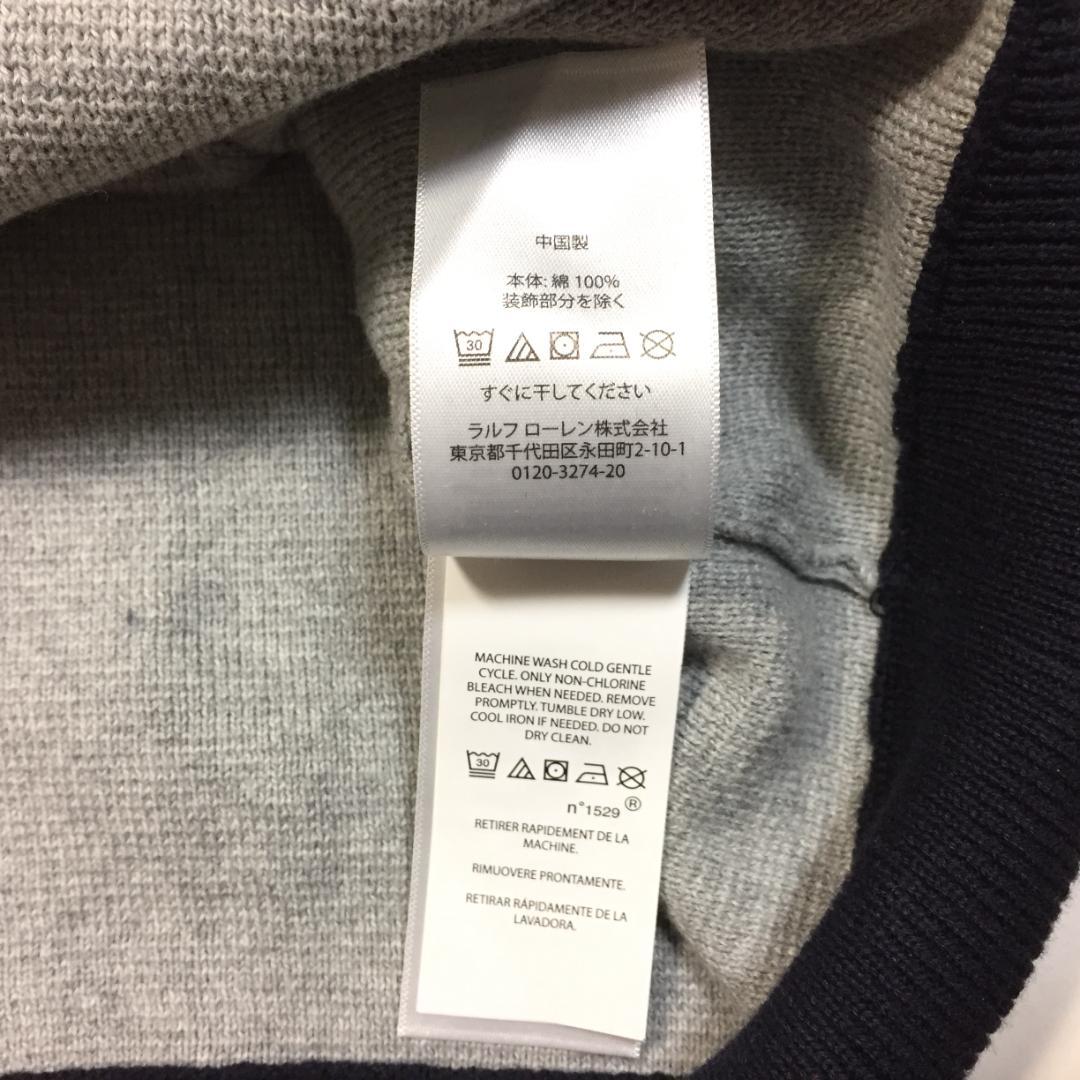 中国製
本体: 綿 100%
装飾部分を除く
30
すぐに干してください
ラルフ ローレン株式会社
東京都千代田区永田町2-10-1
0120-3274-20
MACHINE WASH COLD GENTLE
CYCLE. ONLY NON-CHLORINE
BLEACH WHEN NEEDED. REMOVE
PROMPTLY. TUMBLE DRY LOW.
COOL IRON IF NEEDED. DO NOT
DRY CLEAN.
30
n°1529 ®
RETIRER RAPIDEMENT DE LA
MACHINE.
RIMUOVERE PRONTAMENTE.
RETIRAR RÁPIDAMENTE DE LA
LAVADORA.